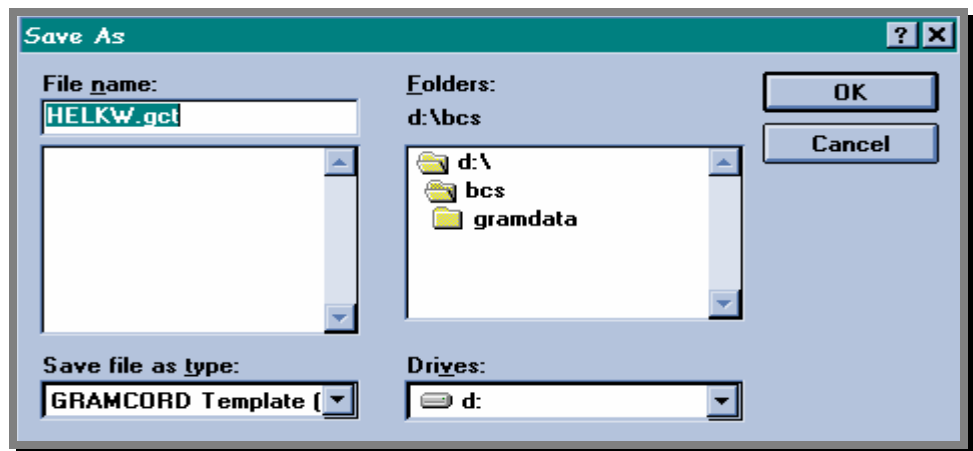 Save As
File name:
HELKW.gct
Save file as type:
GRAMCORD Template (
Folders:
d:\bcs
d:\
bcs
gramdata
Drives:
d:
OK
Cancel